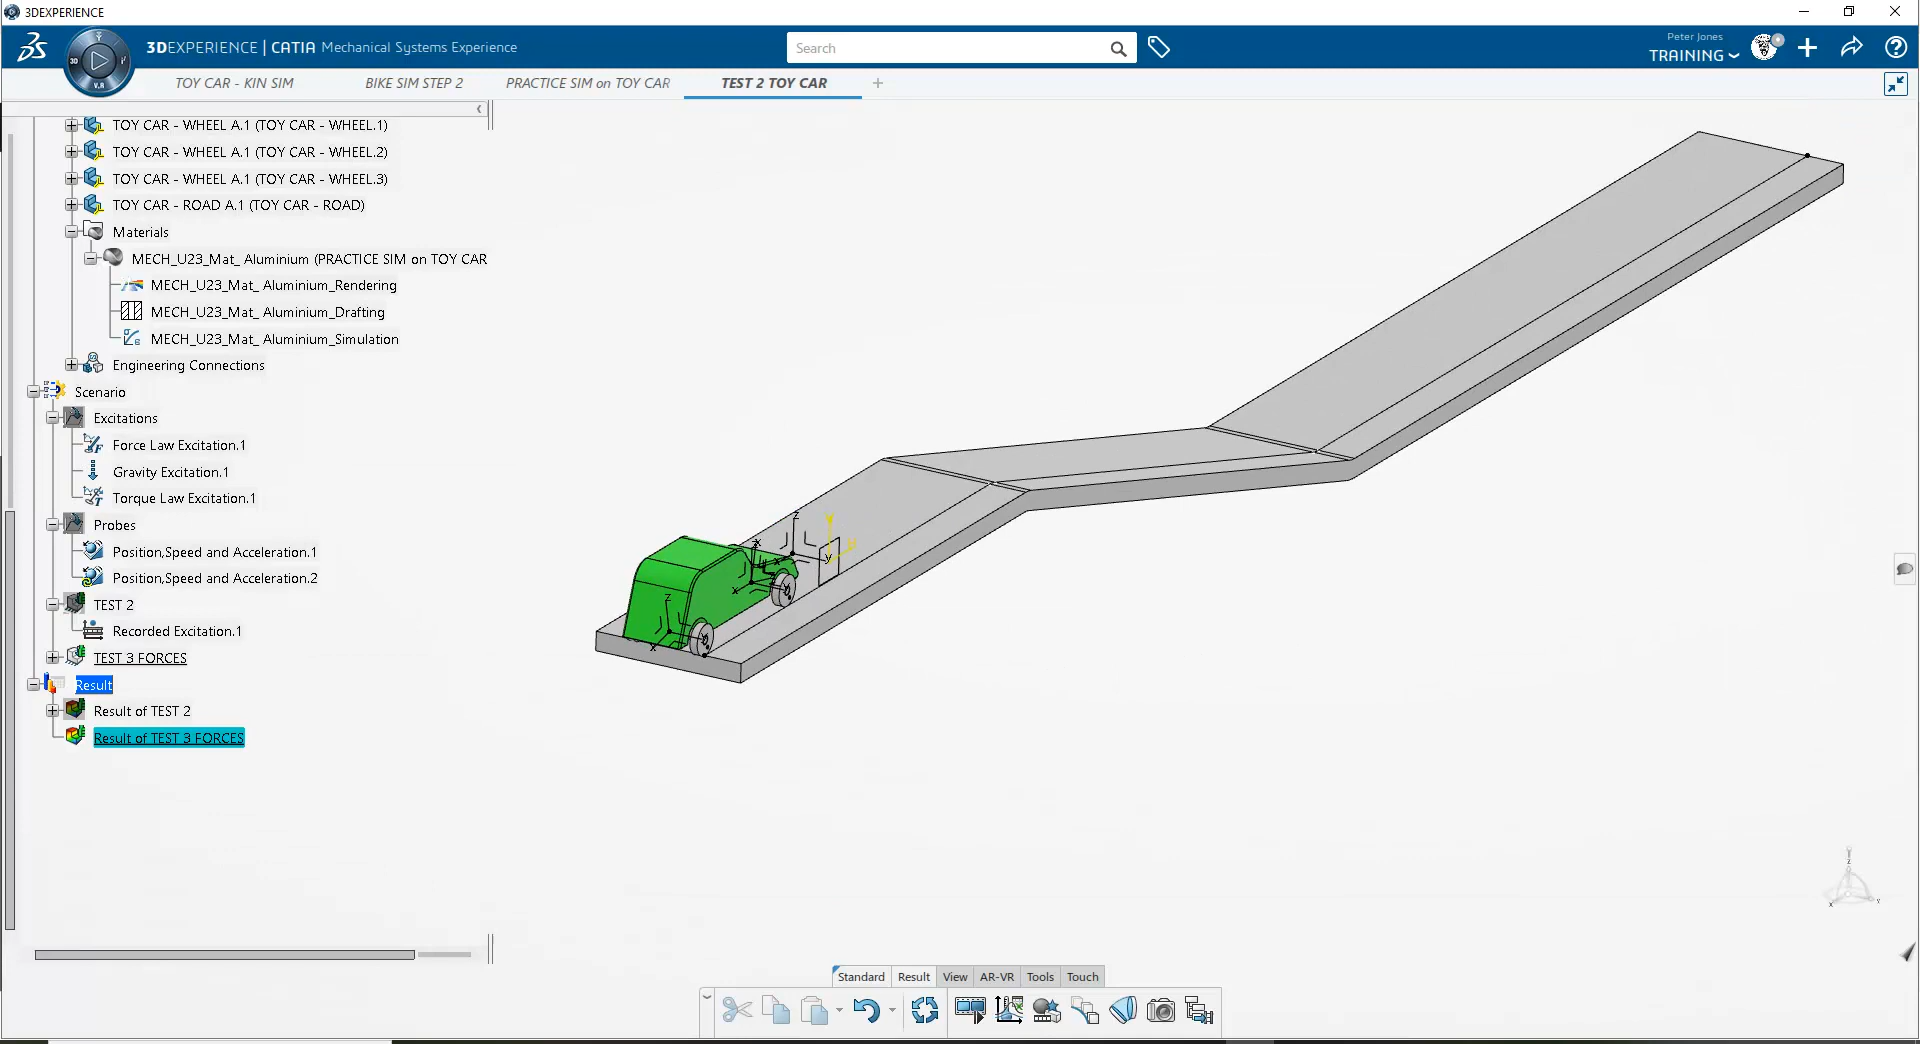 3DEXPERIENCE
3DEXPERIENCE | CATIA Mechanical Systems Experience
Search
Peter Jones
TRAINING
3D
V.R
TOY CAR - KIN SIM
BIKE SIM STEP 2
PRACTICE SIM on TOY CAR
TEST 2 TOY CAR
TOY CAR - WHEEL A.1 (TOY CAR - WHEEL.1)
TOY CAR - WHEEL A.1 (TOY CAR - WHEEL.2)
TOY CAR - WHEEL A.1 (TOY CAR - WHEEL.3)
TOY CAR - ROAD A.1 (TOY CAR - ROAD)
Materials
MECH_U23_Mat_ Aluminium (PRACTICE SIM on TOY CAR
MECH_U23_Mat_ Aluminium_Rendering
MECH_U23_Mat_ Aluminium_Drafting
MECH_U23_Mat_ Aluminium_Simulation
Engineering Connections
Scenario
Excitations
Force Law Excitation.1
Gravity Excitation.1
Torque Law Excitation.1
Probes
Position,Speed and Acceleration.1
Position,Speed and Acceleration.2
TEST 2
Recorded Excitation.1
TEST 3 FORCES
Result
Result of TEST 2
Result of TEST 3 FORCES
Standard
Result
View
AR-VR
Tools
Touch